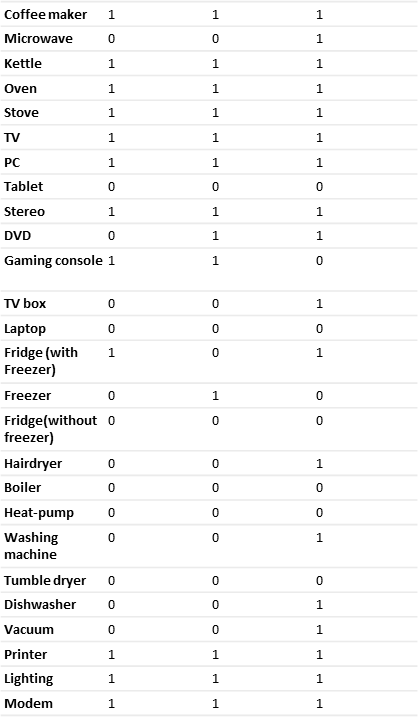 Coffee maker 1 1 1
Microwave 0 0 1
Kettle 1 1 1
Oven 1 1 1
Stove 1 1 1
TV 1 1 1
PC 1 1 1
Tablet 0 0 0
Stereo 1 1 1
DVD 0 1 1
Gaming console 1 1 0
TV box 0 0 1
Laptop 0 0 0
Fridge (with 1 0 1
Freezer)
Freezer 0 1 0
Fridge(without 0 0 0
freezer)
Hairdryer 0 0 1
Boiler 0 0 0
Heat-pump 0 0 0
Washing 0 0 1
machine
Tumble dryer 0 0 0
Dishwasher 0 0 1
Vacuum 0 0 1
Printer 1 1 1
Lighting 1 1 1
Modem 1 1 1